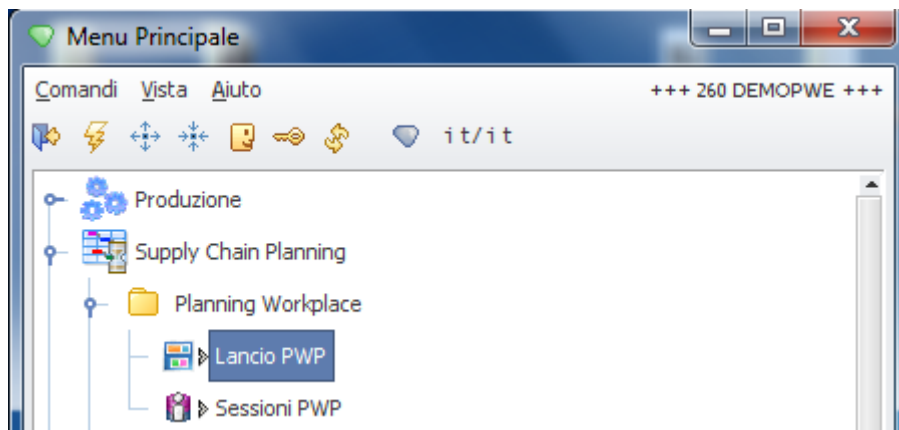 Menu Principale
Comandi Vista Aiuto +++ 260 DEMOPWE +++
it/it
Produzione
Supply Chain Planning
Planning Workplace
Lancio PWP
Sessioni PWP